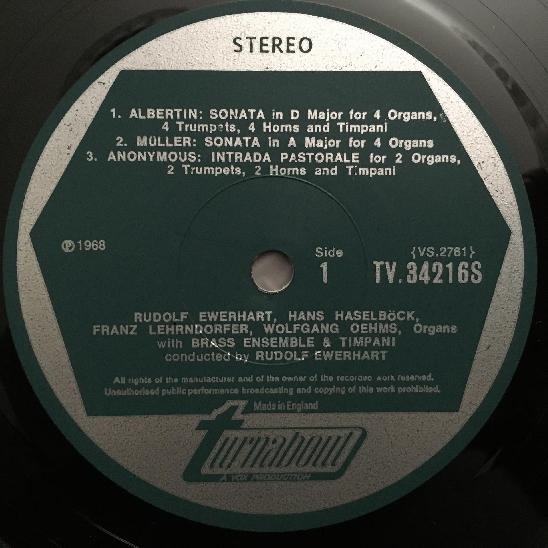 STEREO
1. ALBERTIN: SONATA in D Major for 4 Organs,
4 Trumpets, 4 Horns and Timpani
2. MÜLLER: SONATA in A Major for 4 Organs
3. ANONYMOUS: INTRADA PASTORALE for 2 Organs,
2 Trumpets, 2 Horns and Timpani
Ⓟ1968
Side
1
{VS.2761}
TV.34216S
RUDOLF EWERHART, HANS HASELBöCK,
FRANZ LEHRNDORFER, WOLFGANG OEHMS, Organs
with BRASS ENSEMBLE & TIMPANI
conducted by RUDOLF EWERHART
All rights of the manufacturer and of the owner of the recorded work reserved.
Unauthorised public performance broadcasting and copying of this work prohibited.
Made in England
turnabout
A VOX PRODUCTION